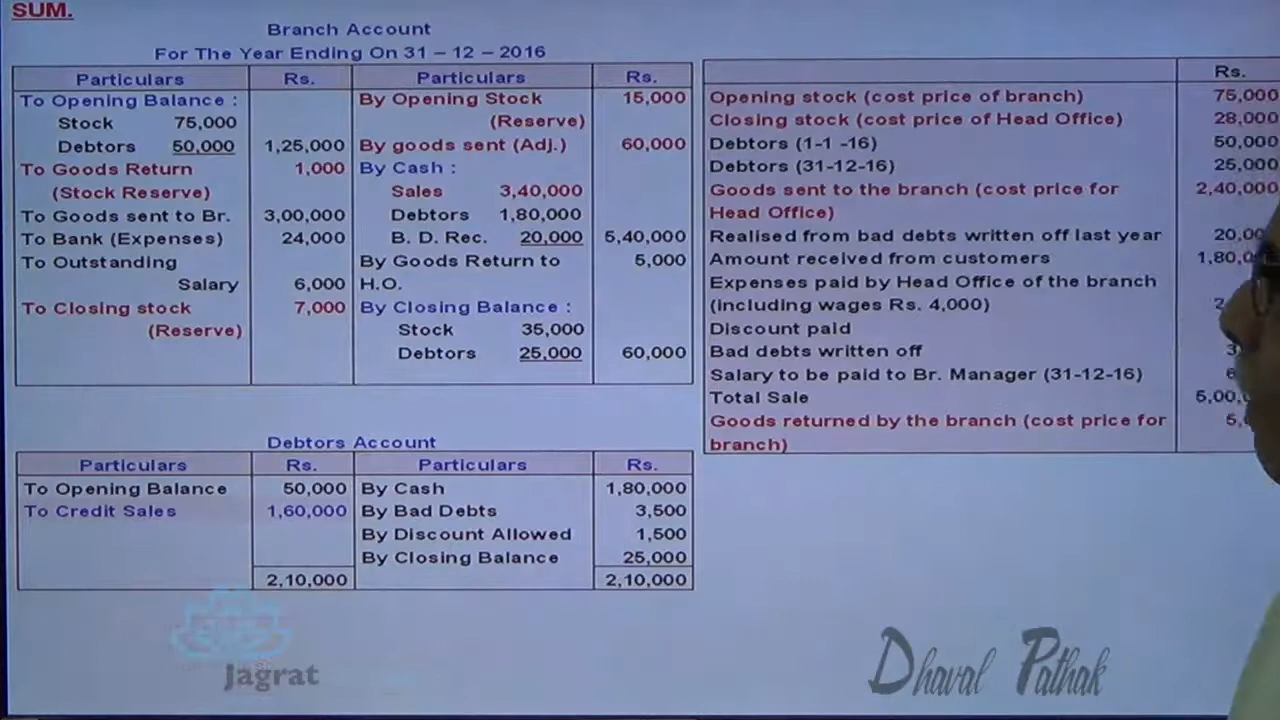 SUM.
Branch Account
For The Year Ending On 31 – 12 – 2016
Particulars Rs. Particulars Rs.
To Opening Balance : By Opening Stock 15,000
Stock 75,000 (Reserve)
Debtors 50,000 1,25,000 By goods sent (Adj.) 60,000
To Goods Return 1,000 By Cash :
(Stock Reserve) Sales 3,40,000
To Goods sent to Br. 3,00,000 Debtors 1,80,000
To Bank (Expenses) 24,000 B. D. Rec. 20,000 5,40,000
To Outstanding By Goods Return to 5,000
Salary 6,000 H.O.
To Closing stock 7,000 By Closing Balance :
(Reserve) Stock 35,000
Debtors 25,000 60,000
Debtors Account
Particulars Rs. Particulars Rs.
To Opening Balance 50,000 By Cash 1,80,000
To Credit Sales 1,60,000 By Bad Debts 3,500
By Discount Allowed 1,500
By Closing Balance 25,000
2,10,000 2,10,000
Rs.
Opening stock (cost price of branch) 75,000
Closing stock (cost price of Head Office) 28,000
Debtors (1-1 -16) 50,000
Debtors (31-12-16) 25,000
Goods sent to the branch (cost price for 2,40,000
Head Office)
Realised from bad debts written off last year
Amount received from customers
Expenses paid by Head Office of the branch
(including wages Rs. 4,000)
Discount paid
Bad debts written off
Salary to be paid to Br. Manager (31-12-16)
Total Sale
Goods returned by the branch (cost price for
branch)
Jagrat
Dhaval Pathak